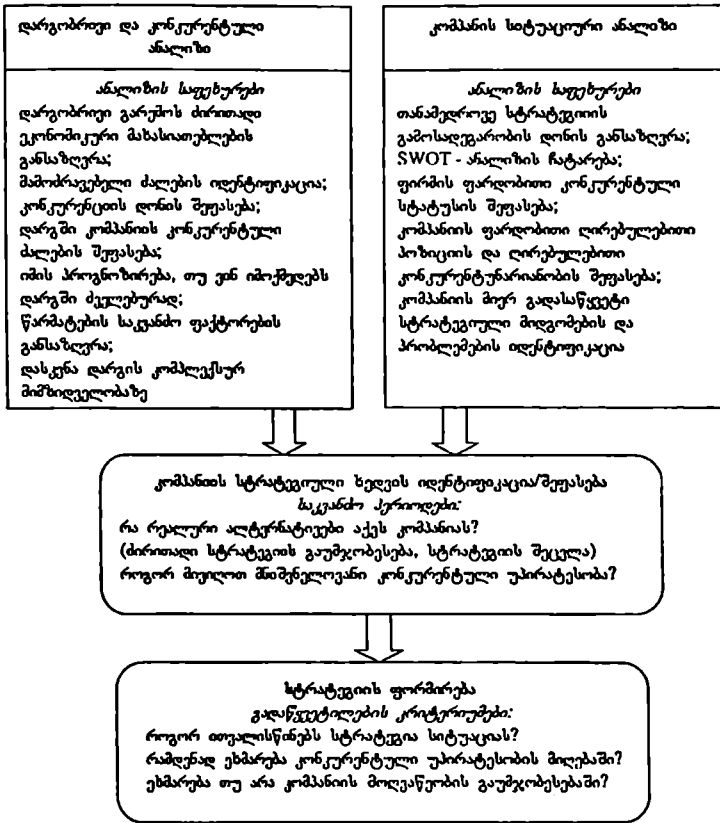 დარგობრივი და კონკურენტული
ანალიზი
ანალიზის საფეხურები
დარგობრივი გარემოს ძირითადი
ეკონომიკური მახასიათებლების
განსაზღვრა;
მამოძრავებელი ძალების იდენტიფიკაცია;
კონკურენციის დონის შეფასება;
დარგში კომპანიის კონკურენტული
ძალების შეფასება;
იმის პროგნოზირება, თუ ვინ იმოქმედებს
დარგში ძველებურად;
წარმატების საკვანძო ფაქტორების
განსაზღვრა;
დასკვნა დარგის კომპლექსურ
მიმზიდველობაზე
კომპანის სიტუაციური ანალიზი
ანალიზის საფეხურები
თანამედროვე სტრატეგიის
გამოსადეგარობის დონის განსაზღვრა;
SWOT - ანალიზის ჩატარება;
ფირმის ფარდობითი კონკურენტული
სტატუსის შეფასება;
კომპანიის ფარდობითი ღირებულებითი
პოზიციის და ღირებულებითი
კონკურენტუნარიანობის შეფასება;
კომპანიის მიერ გადასაწყვეტი
სტრატეგიული მიდგომების და
პრობლემების იდენტიფიკაცია
კომპანიის სტრატეგიული ხედვის იდენტიფიკაცია/შეფასება
საკვანძო პერიოდები:
რა რეალური ალტერნატივები აქვს კომპანიას?
(ძირითადი სტრატეგიის გაუმჯობესება, სტრატეგიის შეცვლა)
როგორ მივიღოთ მნიშვნელოვანი კონკურენტული უპირატესობა?
სტრატეგიის ფორმირება
გადაწყვეტილების კრიტერიუმები:
როგორ ითვალისწინებს სტრატეგია სიტუაციას?
რამდენად ეხმარება კონკურენტული უპირატესობის მიღებაში?
ეხმარება თუ არა კომპანიის მოღვაწეობის გაუმჯობესებაში?